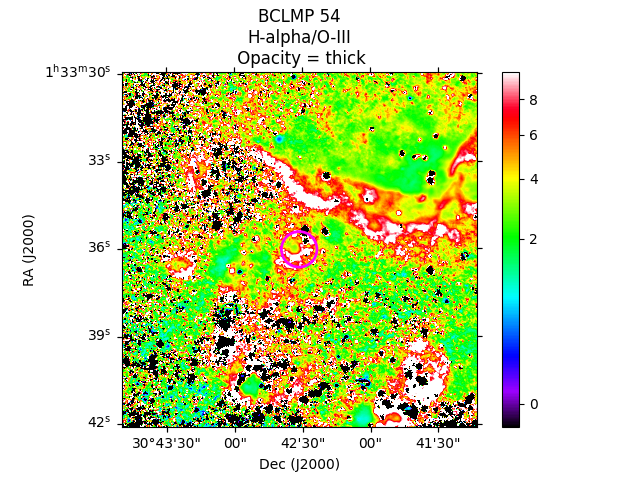 BCLMP 54
H-alpha/O-III
Opacity = thick
1ʰ33ᵐ30ˢ
33ˢ
36ˢ
39ˢ
42ˢ
RA (J2000)
30°43'30" 00" 42'30" 00" 41'30"
Dec (J2000)
8
6
4
2
0